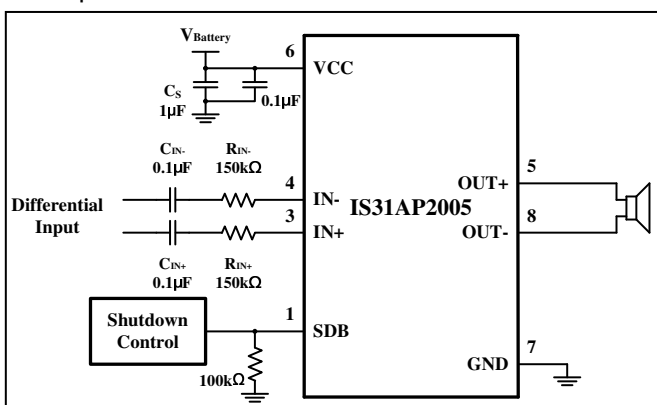 VBattery
6
VCC
CS
1µF
0.1µF
CIN-
0.1µF
RIN-
150kΩ
4
IN-
Differential
Input
3
IN+
CIN+
0.1µF
RIN+
150kΩ
IS31AP2005
5
OUT+
8
OUT-
Shutdown
Control
1
SDB
100kΩ
7
GND